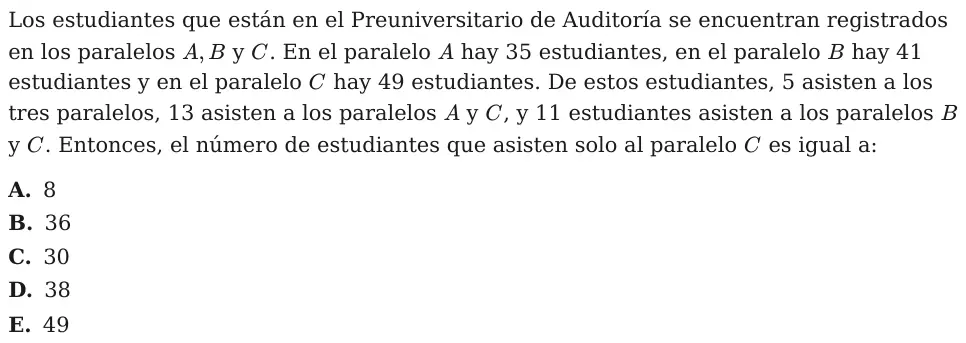 Los estudiantes que están en el Preuniversitario de Auditoría se encuentran registrados
en los paralelos A, B y C. En el paralelo A hay 35 estudiantes, en el paralelo B hay 41
estudiantes y en el paralelo C hay 49 estudiantes. De estos estudiantes, 5 asisten a los
tres paralelos, 13 asisten a los paralelos A y C, y 11 estudiantes asisten a los paralelos B
y C. Entonces, el número de estudiantes que asisten solo al paralelo C es igual a:
A. 8
B. 36
C. 30
D. 38
E. 49